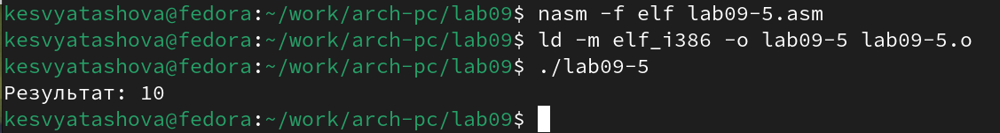 kesvyatashova@fedora:~/work/arch-pc/lab09$ nasm -f elf lab09-5.asm
kesvyatashova@fedora:~/work/arch-pc/lab09$ ld -m elf_i386 -o lab09-5 lab09-5.o
kesvyatashova@fedora:~/work/arch-pc/lab09$ ./lab09-5
Результат: 10
kesvyatashova@fedora:~/work/arch-pc/lab09$